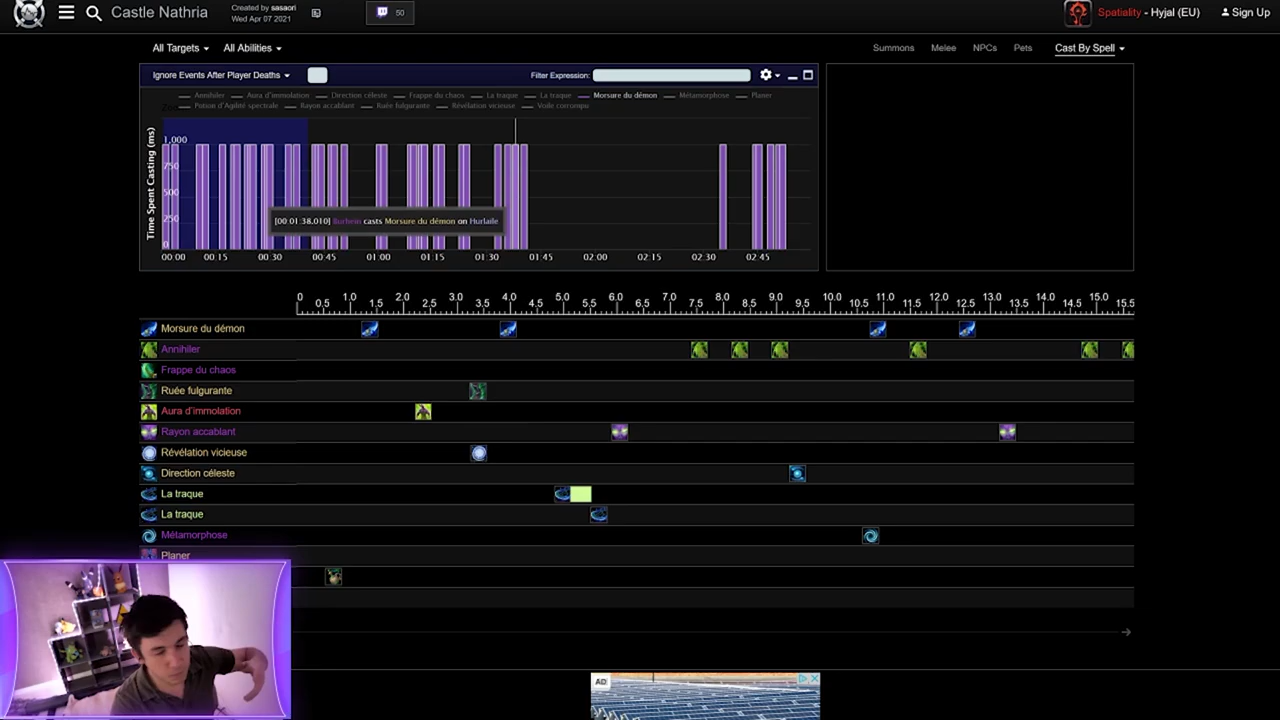 Castle Nathria
Created by sasaori
Wed Apr 07 2021
50
Spatiality - Hyjal (EU)
Sign Up
All Targets
All Abilities
Summons
Melee
NPCs
Pets
Cast By Spell
Ignore Events After Player Deaths
Filter Expression:
Annihiler
Aura d'immolation
Direction céleste
Frappe du chaos
La traque
La traque
Morsure du démon
Métamorphose
Planer
Potion d'Agilité spectrale
Rayon accablant
Ruée fulgurante
Révélation vicieuse
Voile corrompu
Time Spent Casting (ms)
1,000
750
500
250
0
[00:01:38.010] casts Morsure du démon on Hurlaile
00:00 00:15 00:30 00:45 01:00 01:15 01:30 01:45 02:00 02:15 02:30 02:45
0 0.5 1.0 1.5 2.0 2.5 3.0 3.5 4.0 4.5 5.0 5.5 6.0 6.5 7.0 7.5 8.0 8.5 9.0 9.5 10.0 10.5 11.0 11.5 12.0 12.5 13.0 13.5 14.0 14.5 15.0 15.5
Morsure du démon
Annihiler
Frappe du chaos
Ruée fulgurante
Aura d'immolation
Rayon accablant
Révélation vicieuse
Direction céleste
La traque
La traque
Métamorphose
Planer
AD